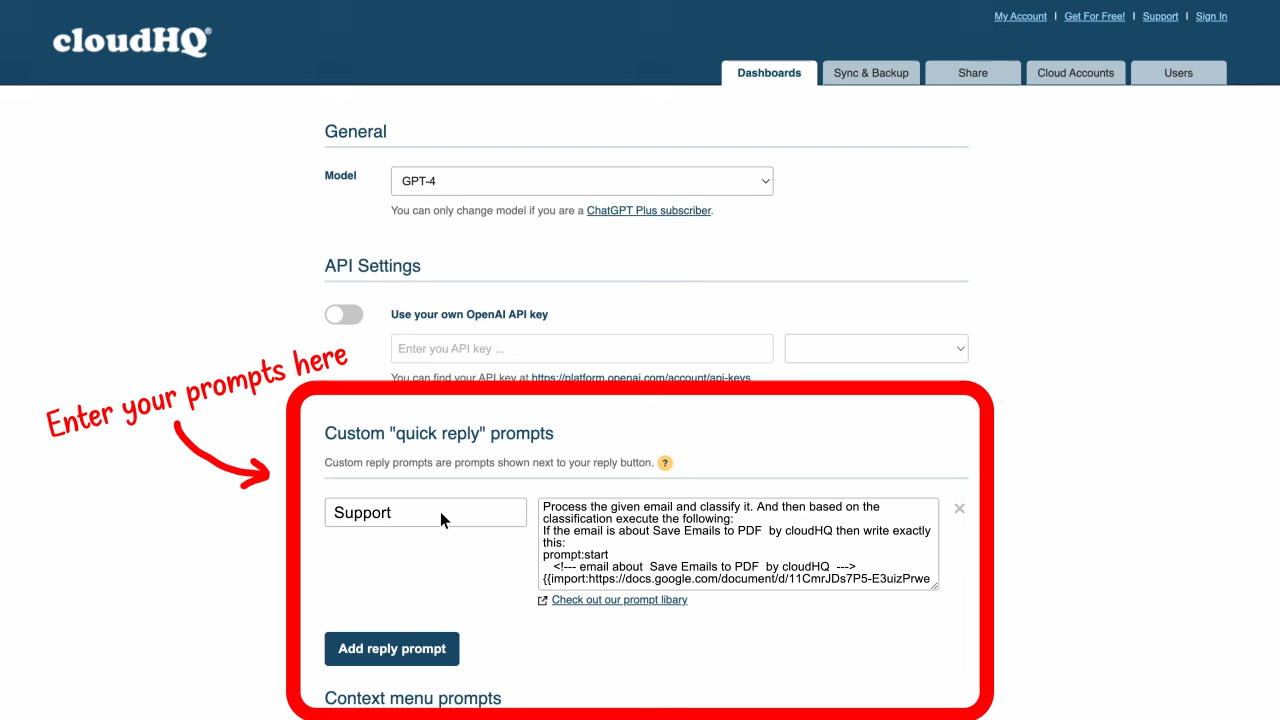 My Account | Get For Free! | Support | Sign In
cloudHQ®
Dashboards Sync & Backup Share Cloud Accounts Users
General
Model GPT-4
You can only change model if you are a ChatGPT Plus subscriber.
API Settings
Use your own OpenAI API key
Enter you API key ...
You can find your API key at https://platform.openai.com/account/api-keys
Enter your prompts here
Custom "quick reply" prompts
Custom reply prompts are prompts shown next to your reply button. ?
Support
Process the given email and classify it. And then based on the
classification execute the following:
If the email is about Save Emails to PDF by cloudHQ then write exactly
this:
prompt:start
<!--- email about Save Emails to PDF by cloudHQ --->
{{import:https://docs.google.com/document/d/11CmrJDs7P5-E3uizPrwe
Check out our prompt libary
Add reply prompt
Context menu prompts